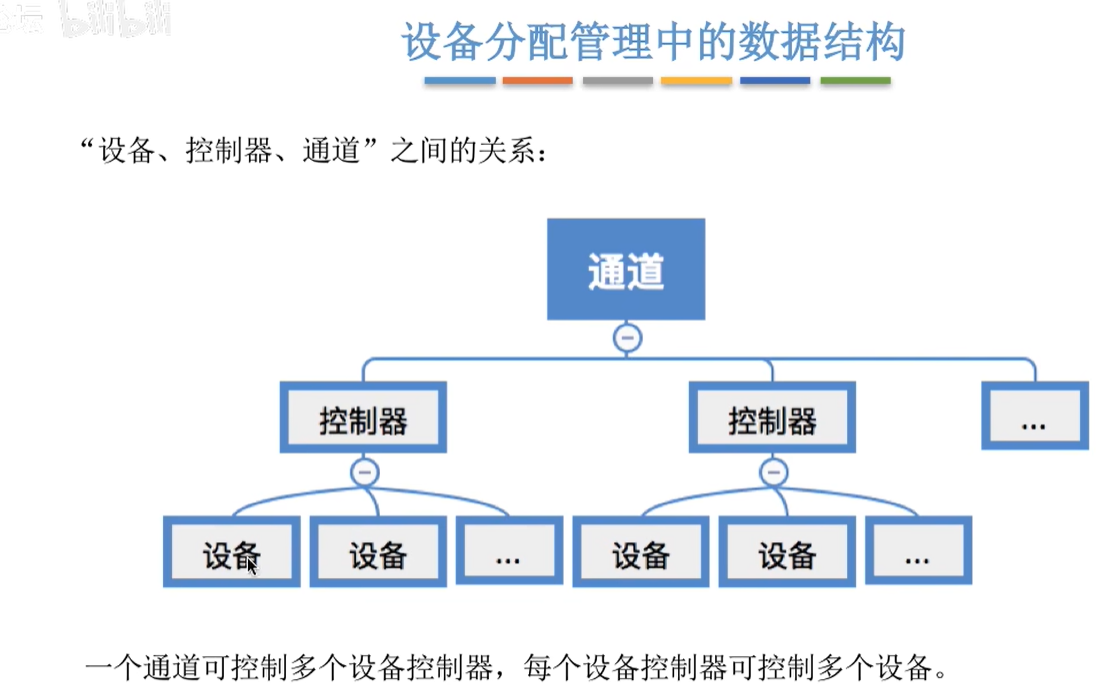 bilibili
设备分配管理中的数据结构
“设备、控制器、通道”之间的关系：
通道
控制器 控制器 ...
设备 设备 ... 设备 设备 ...
一个通道可控制多个设备控制器，每个设备控制器可控制多个设备。